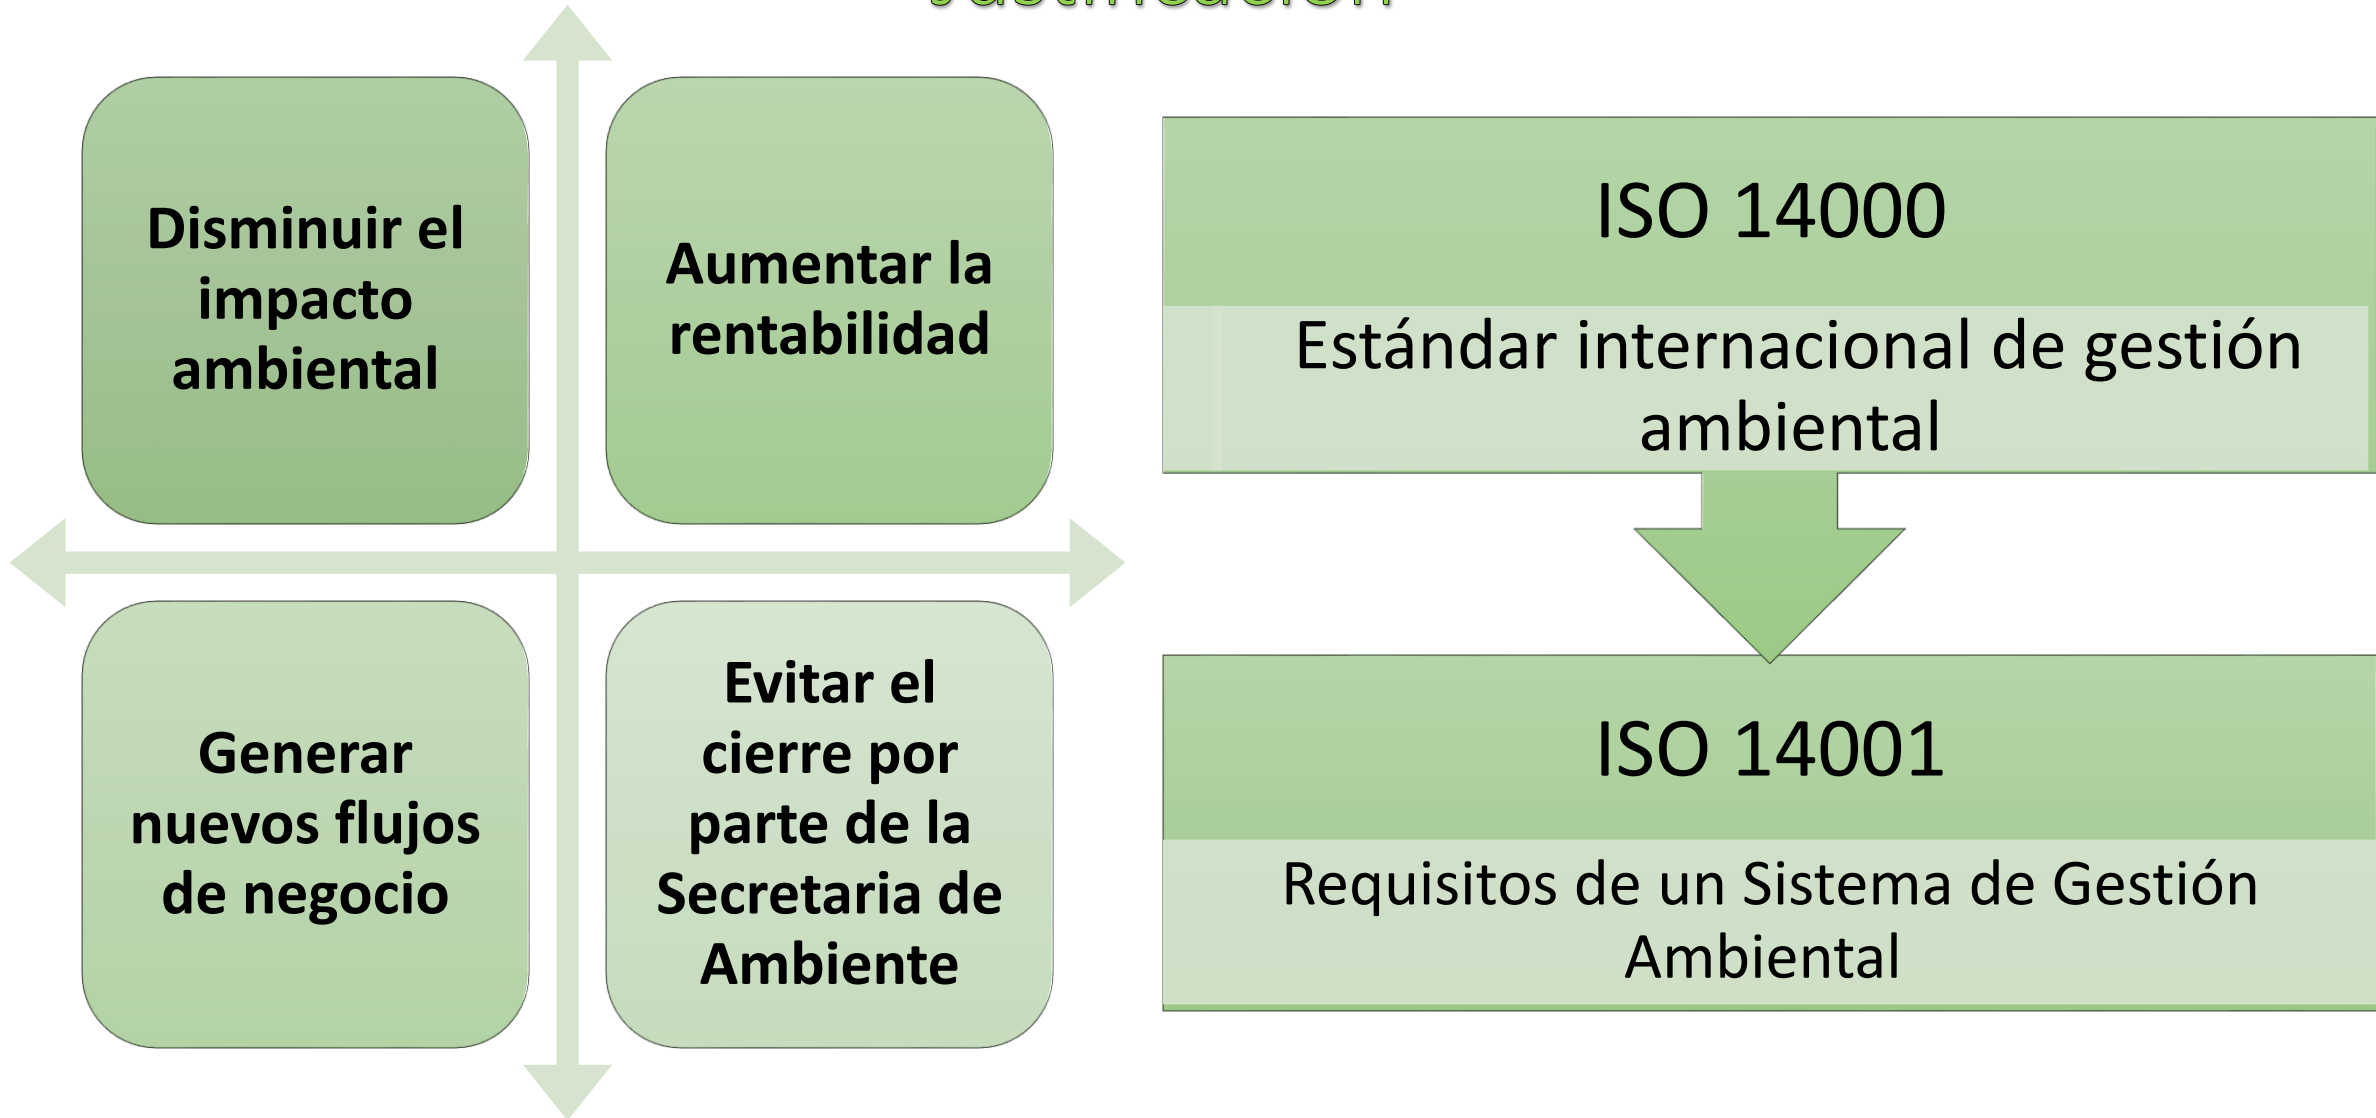 Justificación
Disminuir el
impacto
ambiental
Aumentar la
rentabilidad
Generar
nuevos flujos
de negocio
Evitar el
cierre por
parte de la
Secretaria de
Ambiente
ISO 14000
Estándar internacional de gestión
ambiental
ISO 14001
Requisitos de un Sistema de Gestión
Ambiental